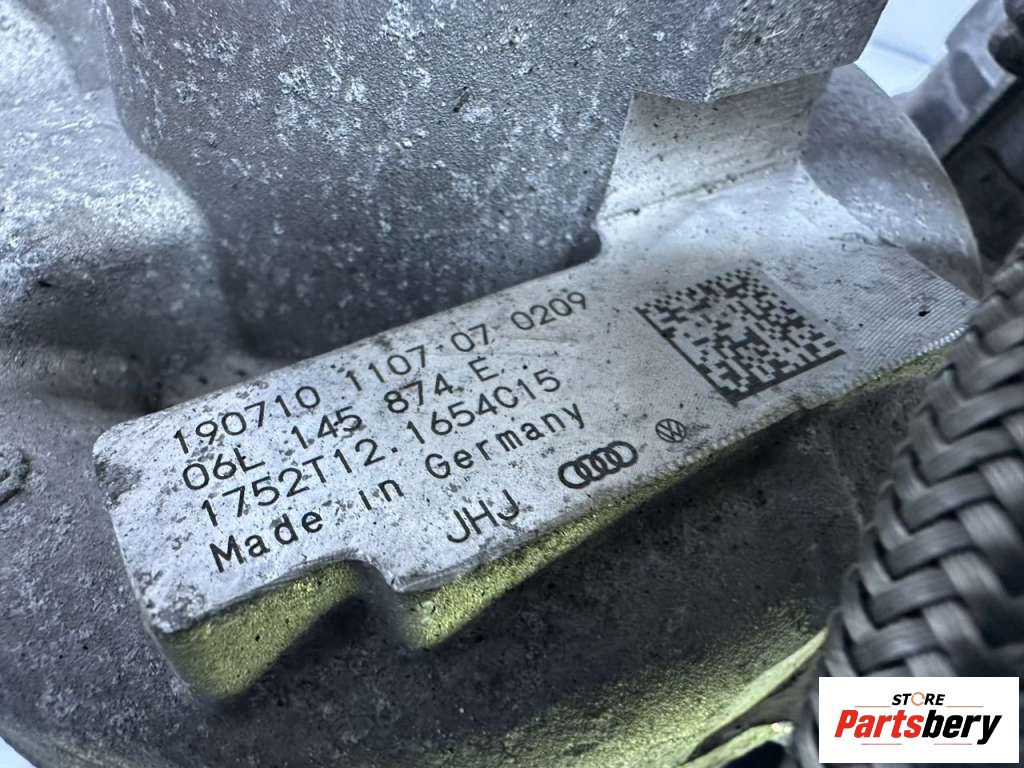 190710 1107-07 0209
06L 145 874 E
1752T12.1654C15
Made in Germany
JHJ
STORE
Partsbery